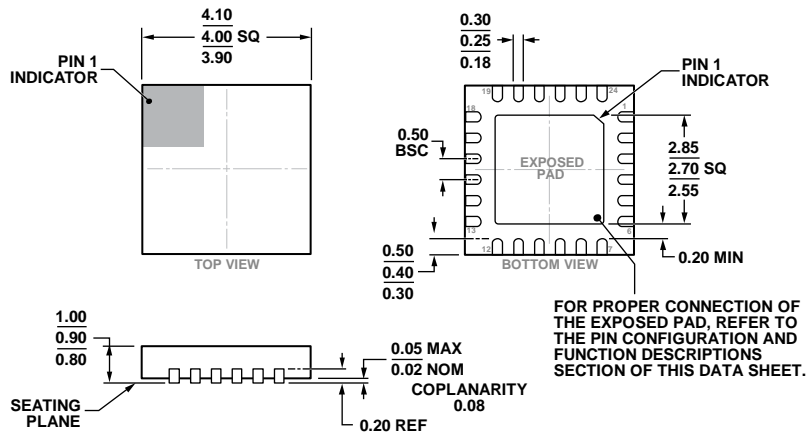 4.10
4.00 SQ
3.90
PIN 1
INDICATOR
TOP VIEW
0.30
0.25
0.18
PIN 1
INDICATOR
19
24
18
1
0.50
BSC
EXPOSED
PAD
2.85
2.70 SQ
2.55
13
6
12
7
BOTTOM VIEW
0.50
0.40
0.30
0.20 MIN
FOR PROPER CONNECTION OF
THE EXPOSED PAD, REFER TO
THE PIN CONFIGURATION AND
FUNCTION DESCRIPTIONS
SECTION OF THIS DATA SHEET.
1.00
0.90
0.80
SEATING
PLANE
0.05 MAX
0.02 NOM
COPLANARITY
0.08
0.20 REF